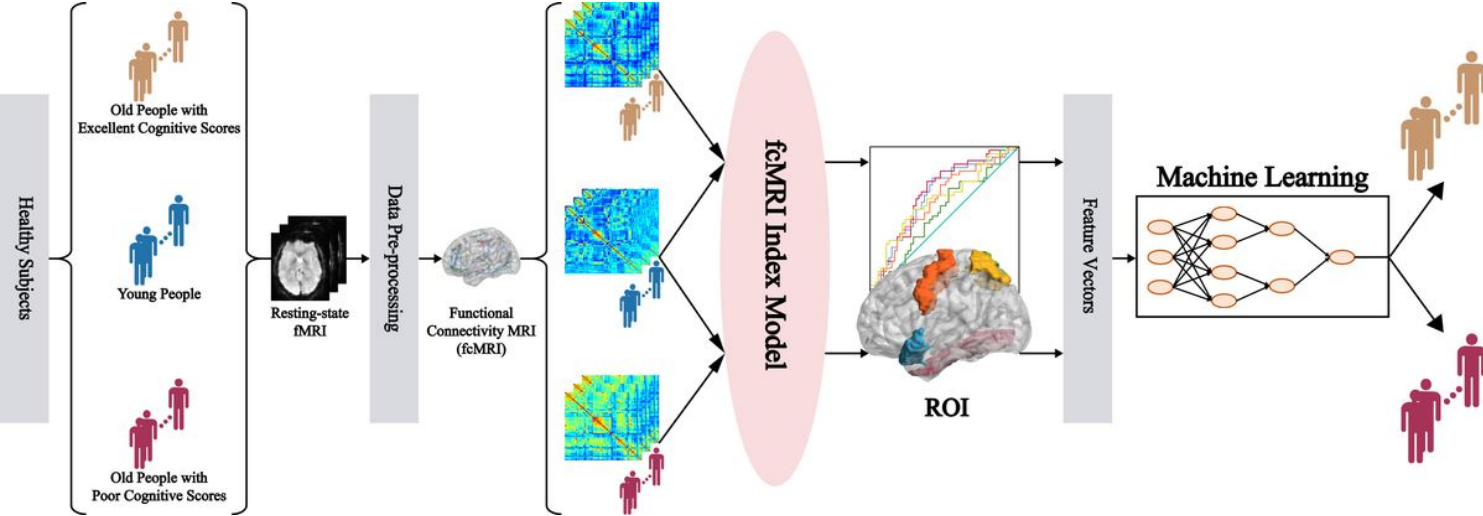 Healthy Subjects
Old People with
Excellent Cognitive Scores
Young People
Old People with
Poor Cognitive Scores
Resting-state
fMRI
Data Pre-processing
Functional
Connectivity MRI
(fcMRI)
fcMRI Index Model
ROI
Feature Vectors
Machine Learning